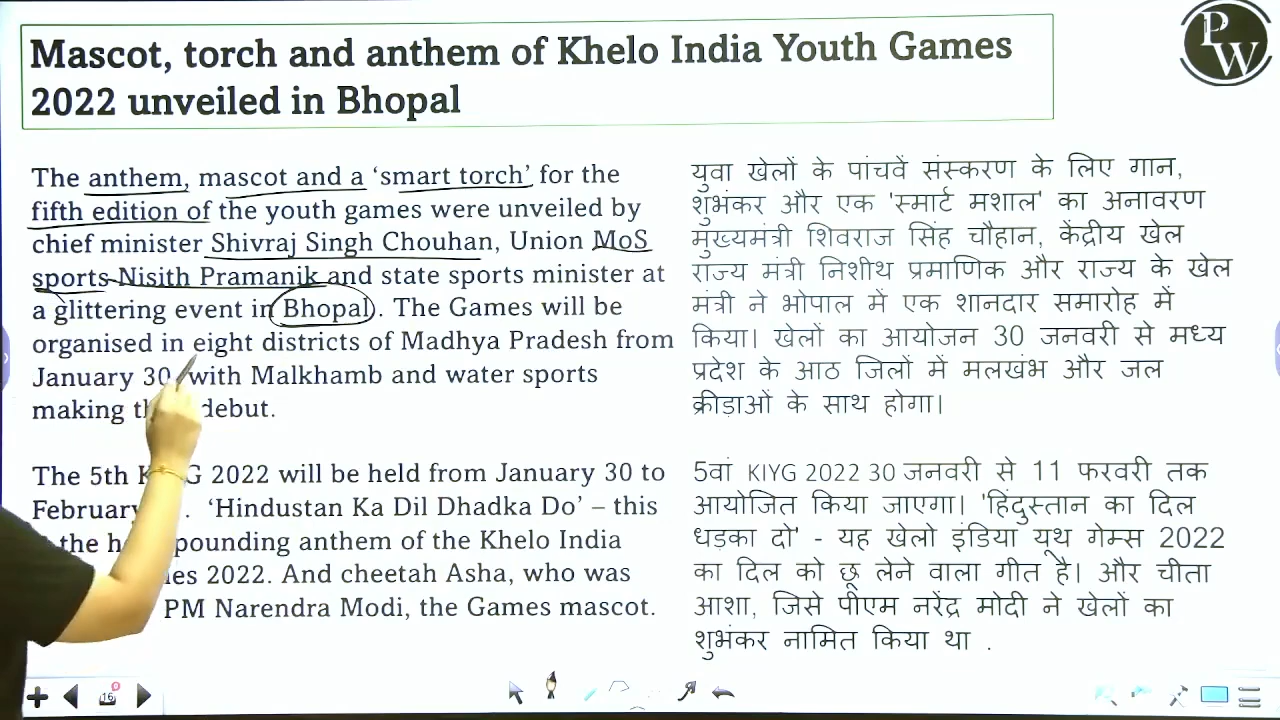 Mascot, torch and anthem of Khelo India Youth Games
2022 unveiled in Bhopal
PW
The anthem, mascot and a ‘smart torch’ for the
fifth edition of the youth games were unveiled by
chief minister Shivraj Singh Chouhan, Union MoS
sports Nisith Pramanik and state sports minister at
a glittering event in Bhopal. The Games will be
organised in eight districts of Madhya Pradesh from
January 30 with Malkhamb and water sports
making debut.
The 5th G 2022 will be held from January 30 to
February . ‘Hindustan Ka Dil Dhadka Do’ – this
the pounding anthem of the Khelo India
2022. And cheetah Asha, who was
PM Narendra Modi, the Games mascot.
युवा खेलों के पांचवें संस्करण के लिए गान,
शुभंकर और एक 'स्मार्ट मशाल' का अनावरण
मुख्यमंत्री शिवराज सिंह चौहान, केंद्रीय खेल
राज्य मंत्री निशीथ प्रमाणिक और राज्य के खेल
मंत्री ने भोपाल में एक शानदार समारोह में
किया। खेलों का आयोजन 30 जनवरी से मध्य
प्रदेश के आठ जिलों में मलखंभ और जल
क्रीड़ाओं के साथ होगा।
5वां KIYG 2022 30 जनवरी से 11 फरवरी तक
आयोजित किया जाएगा। 'हिंदुस्तान का दिल
धड़का दो' - यह खेलो इंडिया यूथ गेम्स 2022
का दिल को छू लेने वाला गीत है। और चीता
आशा, जिसे पीएम नरेंद्र मोदी ने खेलों का
शुभंकर नामित किया था .
16